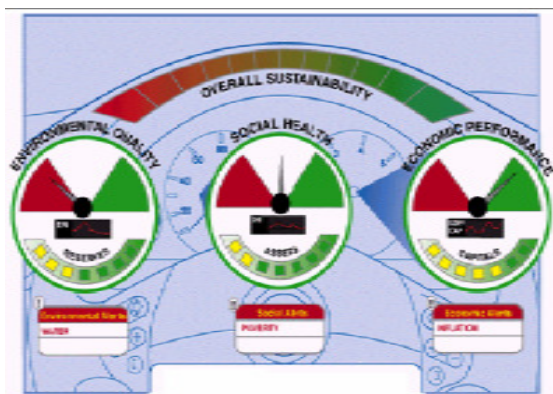 OVERALL SUSTAINABILITY
ENVIRONMENTAL QUALITY
SOCIAL HEALTH
ECONOMIC PERFORMANCE
RESERVES
ASSETS
CAPITALS
Environmental Alerts
WATER
Social Alerts
POVERTY
Economic Alerts
INFLATION